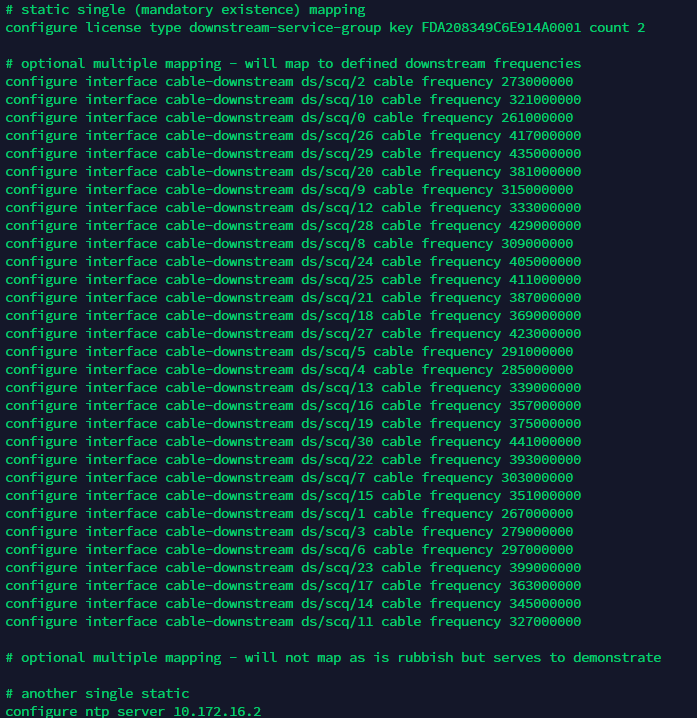 # static single (mandatory existence) mapping
configure license type downstream-service-group key FDA208349C6E914A0001 count 2
# optional multiple mapping - will map to defined downstream frequencies
configure interface cable-downstream ds/scq/2 cable frequency 273000000
configure interface cable-downstream ds/scq/10 cable frequency 321000000
configure interface cable-downstream ds/scq/0 cable frequency 261000000
configure interface cable-downstream ds/scq/26 cable frequency 417000000
configure interface cable-downstream ds/scq/29 cable frequency 435000000
configure interface cable-downstream ds/scq/20 cable frequency 381000000
configure interface cable-downstream ds/scq/9 cable frequency 315000000
configure interface cable-downstream ds/scq/12 cable frequency 333000000
configure interface cable-downstream ds/scq/28 cable frequency 429000000
configure interface cable-downstream ds/scq/8 cable frequency 309000000
configure interface cable-downstream ds/scq/24 cable frequency 405000000
configure interface cable-downstream ds/scq/25 cable frequency 411000000
configure interface cable-downstream ds/scq/21 cable frequency 387000000
configure interface cable-downstream ds/scq/18 cable frequency 369000000
configure interface cable-downstream ds/scq/27 cable frequency 423000000
configure interface cable-downstream ds/scq/5 cable frequency 291000000
configure interface cable-downstream ds/scq/4 cable frequency 285000000
configure interface cable-downstream ds/scq/13 cable frequency 339000000
configure interface cable-downstream ds/scq/16 cable frequency 357000000
configure interface cable-downstream ds/scq/19 cable frequency 375000000
configure interface cable-downstream ds/scq/30 cable frequency 441000000
configure interface cable-downstream ds/scq/22 cable frequency 393000000
configure interface cable-downstream ds/scq/7 cable frequency 303000000
configure interface cable-downstream ds/scq/15 cable frequency 351000000
configure interface cable-downstream ds/scq/1 cable frequency 267000000
configure interface cable-downstream ds/scq/3 cable frequency 279000000
configure interface cable-downstream ds/scq/6 cable frequency 297000000
configure interface cable-downstream ds/scq/23 cable frequency 399000000
configure interface cable-downstream ds/scq/17 cable frequency 363000000
configure interface cable-downstream ds/scq/14 cable frequency 345000000
configure interface cable-downstream ds/scq/11 cable frequency 327000000
# optional multiple mapping - will not map as is rubbish but serves to demonstrate
# another single static
configure ntp server 10.172.16.2